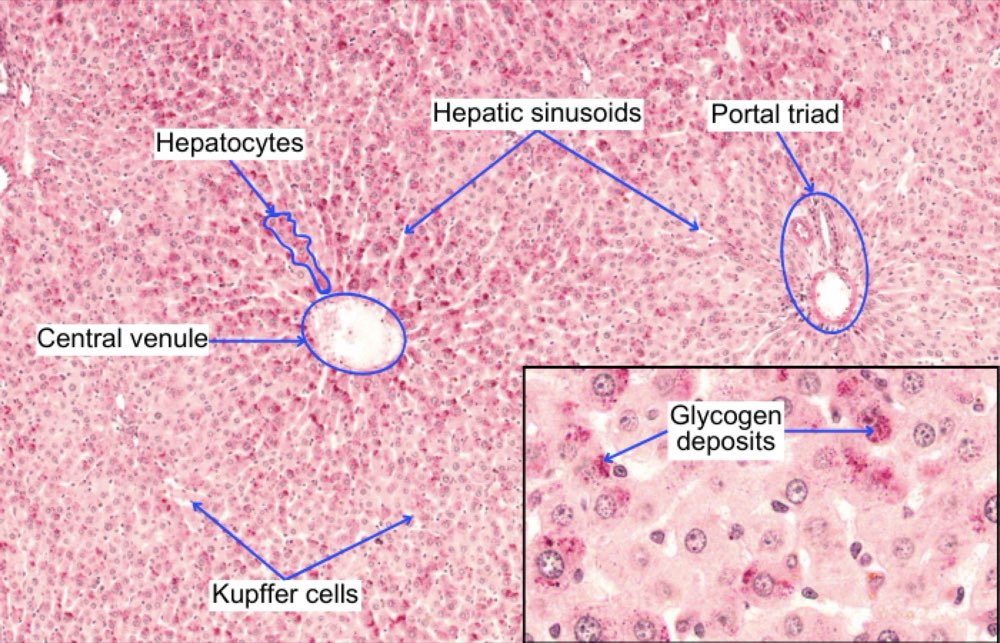 Hepatic sinusoids
Portal triad
Hepatocytes
Central venule
Glycogen
deposits
Kupffer cells